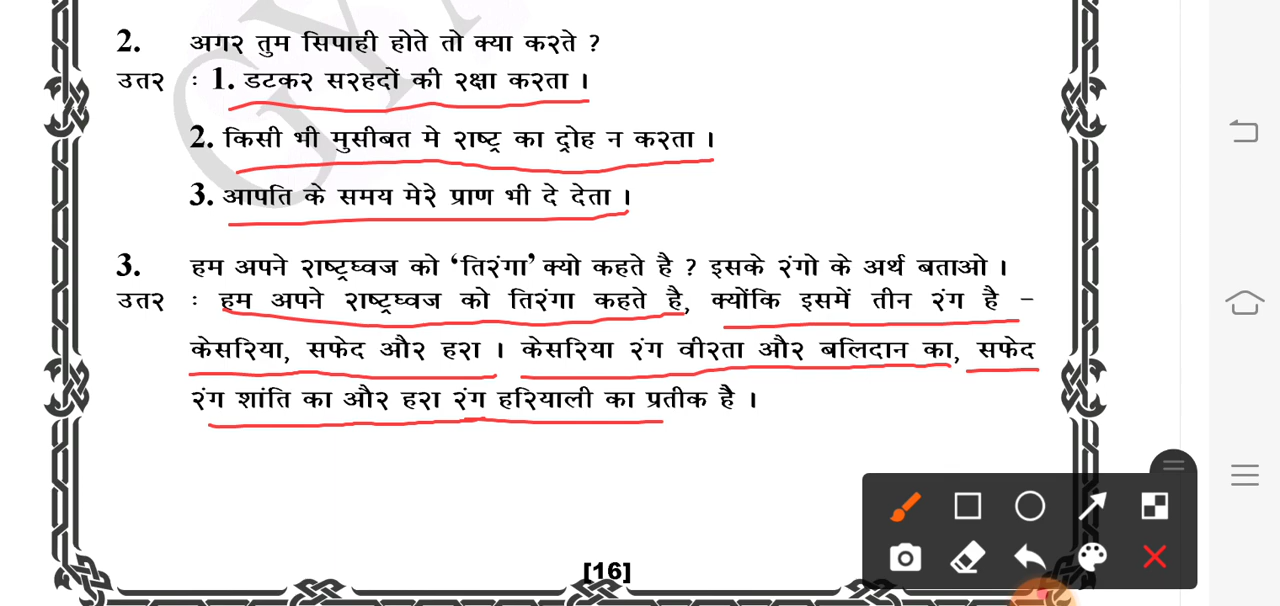 2. अगर तुम सिपाही होते तो क्या करते ?
उतर : 1. डटकर सरहदों की रक्षा करता ।
2. किसी भी मुसीबत मे राष्ट्र का द्रोह न करता ।
3. आपति के समय मेरे प्राण भी दे देता ।
3. हम अपने राष्ट्रघ्वज को ‘तिरंगा’ क्यो कहते है ? इसके रंगो के अर्थ बताओ ।
उतर : हम अपने राष्ट्रघ्वज को तिरंगा कहते है, क्योंकि इसमें तीन रंग है –
केसरिया, सफेद और हरा । केसरिया रंग वीरता और बलिदान का, सफेद
रंग शांति का और हरा रंग हरियाली का प्रतीक है ।
[16]